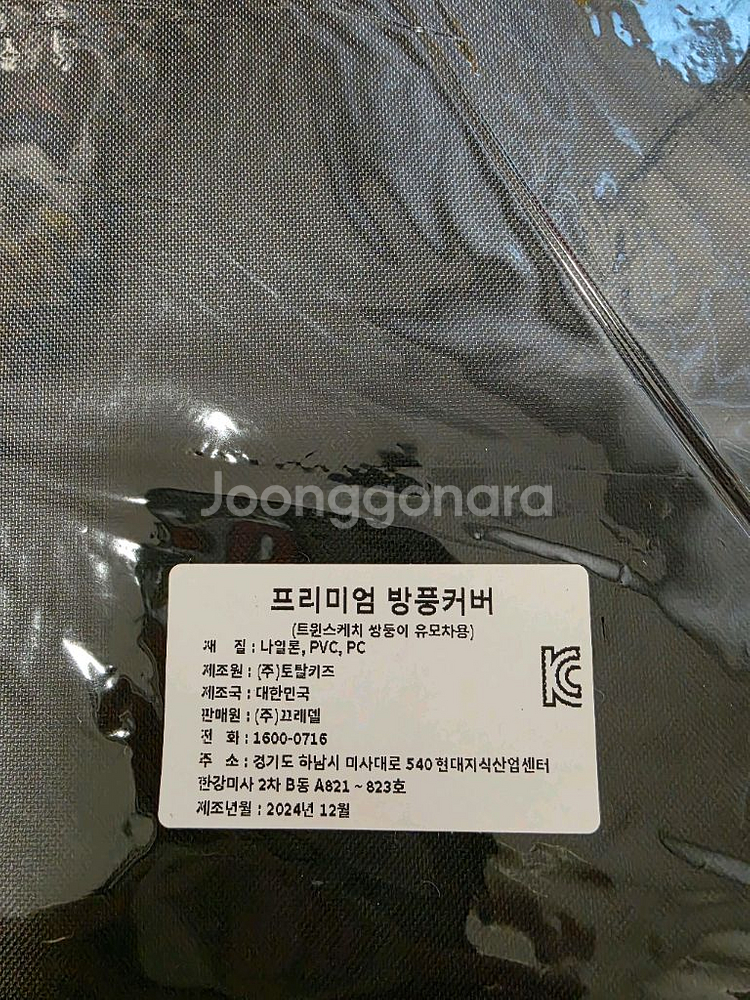 Joonggonara
프리미엄 방풍커버
(트윈스케치 쌍둥이 유모차용)
재 질 : 나일론, PVC, PC
제조원 : (주)토탈키즈
제조국 : 대한민국
판매원 : (주)끄레델
전 화 : 1600-0716
주 소 : 경기도 하남시 미사대로 540 현대지식산업센터
한강미사 2차 B동 A821 ~ 823호
제조년월 : 2024년 12월